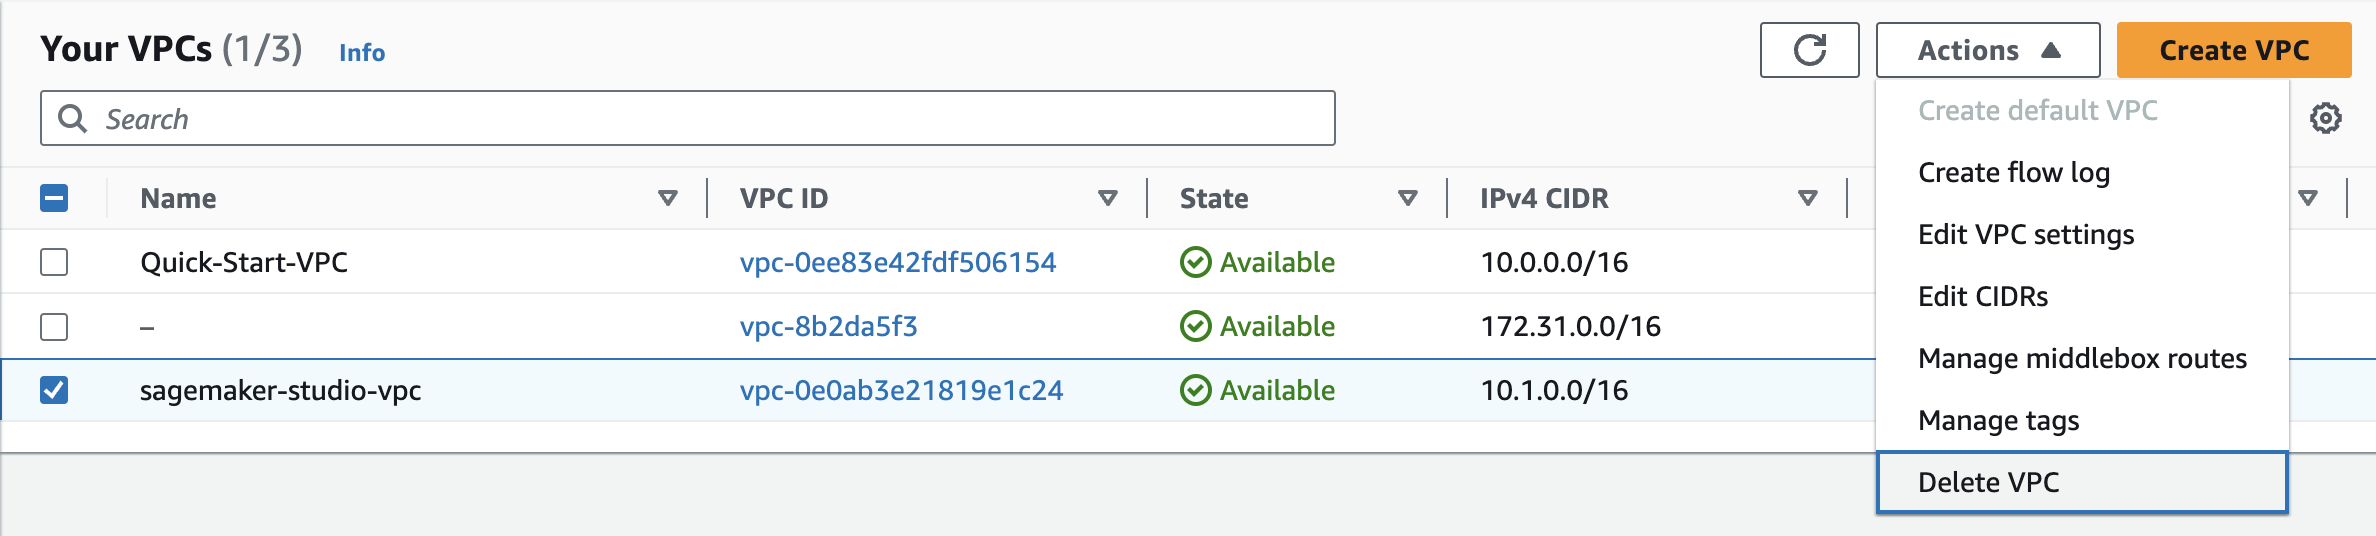 Your VPCs (1/3) Info
Actions Create VPC
Search
Create default VPC
Create flow log
Edit VPC settings
Edit CIDRs
Manage middlebox routes
Manage tags
Delete VPC
Name VPC ID State IPv4 CIDR
Quick-Start-VPC vpc-0ee83e42fdf506154 Available 10.0.0.0/16
– vpc-8b2da5f3 Available 172.31.0.0/16
sagemaker-studio-vpc vpc-0e0ab3e21819e1c24 Available 10.1.0.0/16